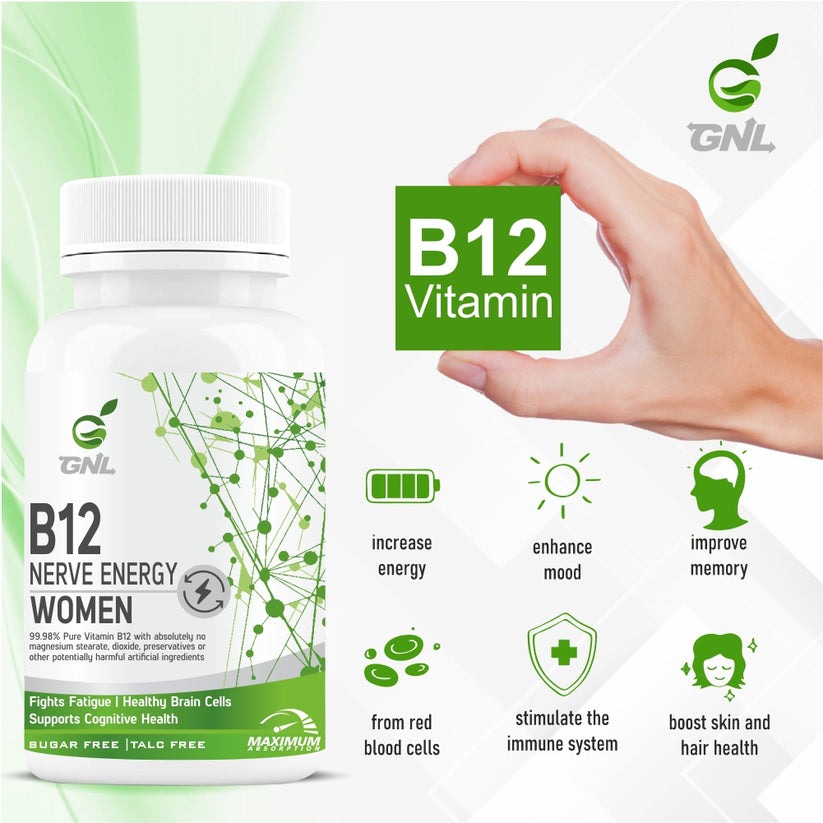 GNL
B12
Vitamin
GNL
B12
NERVE ENERGY
WOMEN
99.98% Pure Vitamin B12 with absolutely no
magnesium stearate, dioxide, preservatives or
other potentially harmful artificial ingredients
Fights Fatigue | Healthy Brain Cells
Supports Cognitive Health
SUGAR FREE | TALC FREE
MAXIMUM
ABSORPTION
increase
energy
enhance
mood
improve
memory
from red
blood cells
stimulate the
immune system
boost skin and
hair health